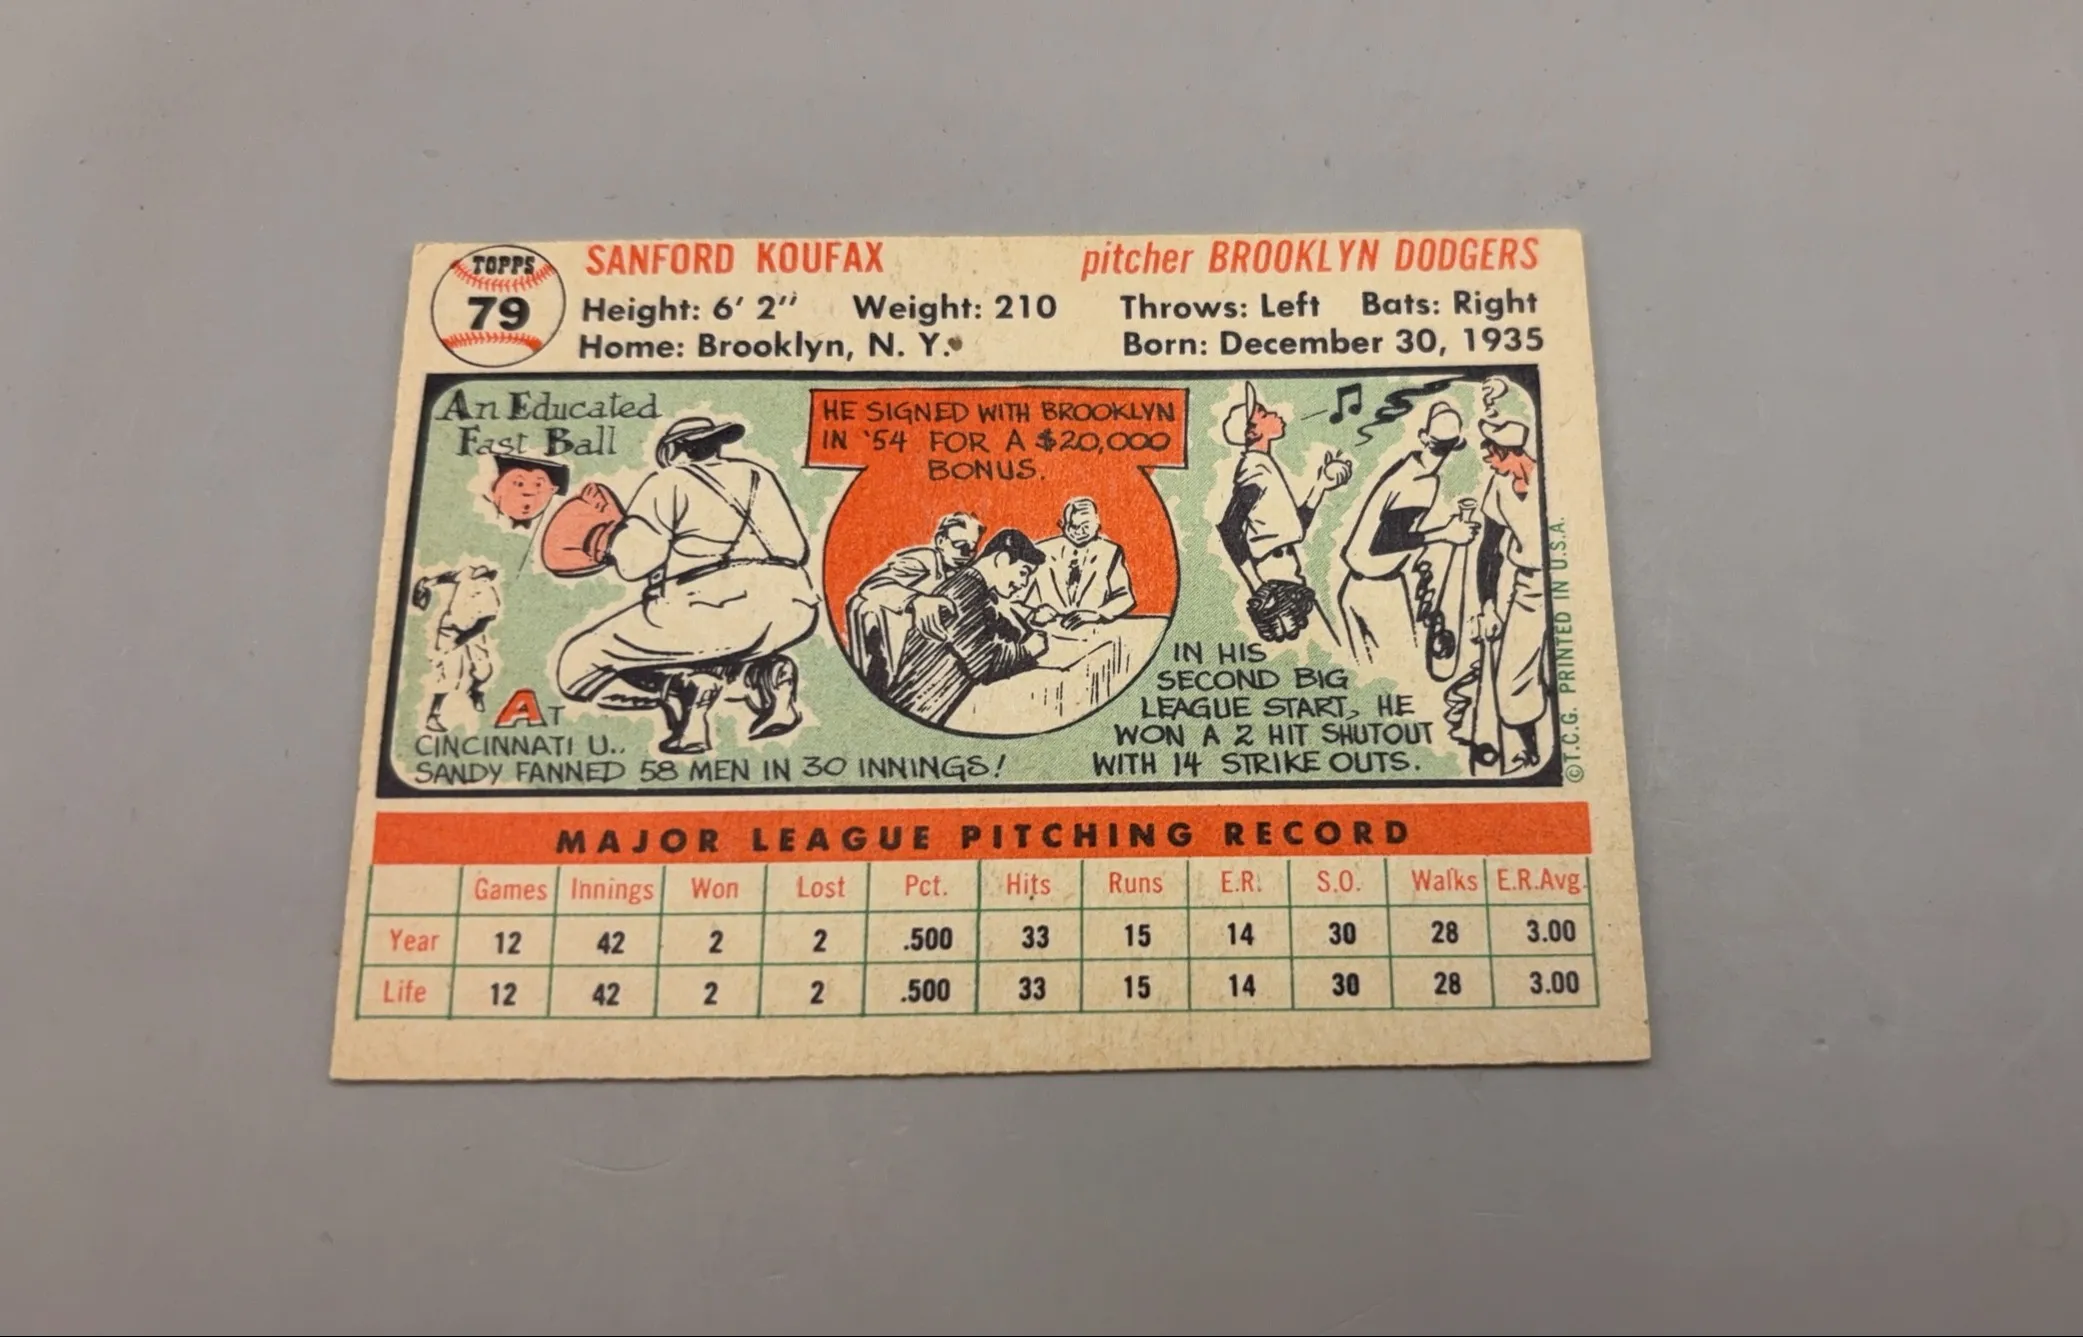 TOPPS
79
SANFORD KOUFAX
pitcher BROOKLYN DODGERS
Height: 6' 2" Weight: 210 Throws: Left Bats: Right
Home: Brooklyn, N. Y. Born: December 30, 1935
An Educated
Fast Ball
HE SIGNED WITH BROOKLYN
IN '54 FOR A $20,000
BONUS.
AT
CINCINNATI U..
SANDY FANNED 58 MEN IN 30 INNINGS!
IN HIS
SECOND BIG
LEAGUE START, HE
WON A 2 HIT SHUTOUT
WITH 14 STRIKE OUTS.
©T.C.G. PRINTED IN U.S.A.
MAJOR LEAGUE PITCHING RECORD
Games Innings Won Lost Pct. Hits Runs E.R. S.O. Walks E.R.Avg.
Year 12 42 2 2 .500 33 15 14 30 28 3.00
Life 12 42 2 2 .500 33 15 14 30 28 3.00